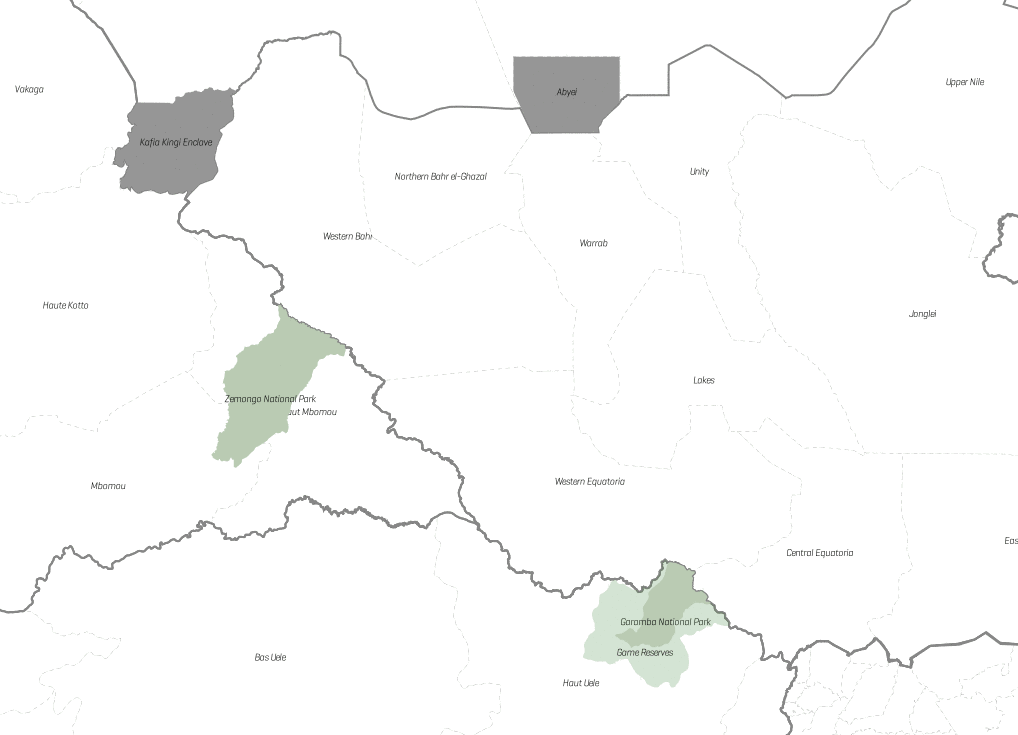 Upper Nile
Vakaga
Abyei
Kafia Kingi Enclave
Unity
Northern Bahr el-Ghazal
Western Bahr
Warrab
Haute Kotto
Jonglei
Lakes
Zemongo National Park
aut Mbomou
Western Equatoria
Mbomou
Eas
Central Equatoria
Garamba National Park
Game Reserves
Bas Uele
Haut Uele